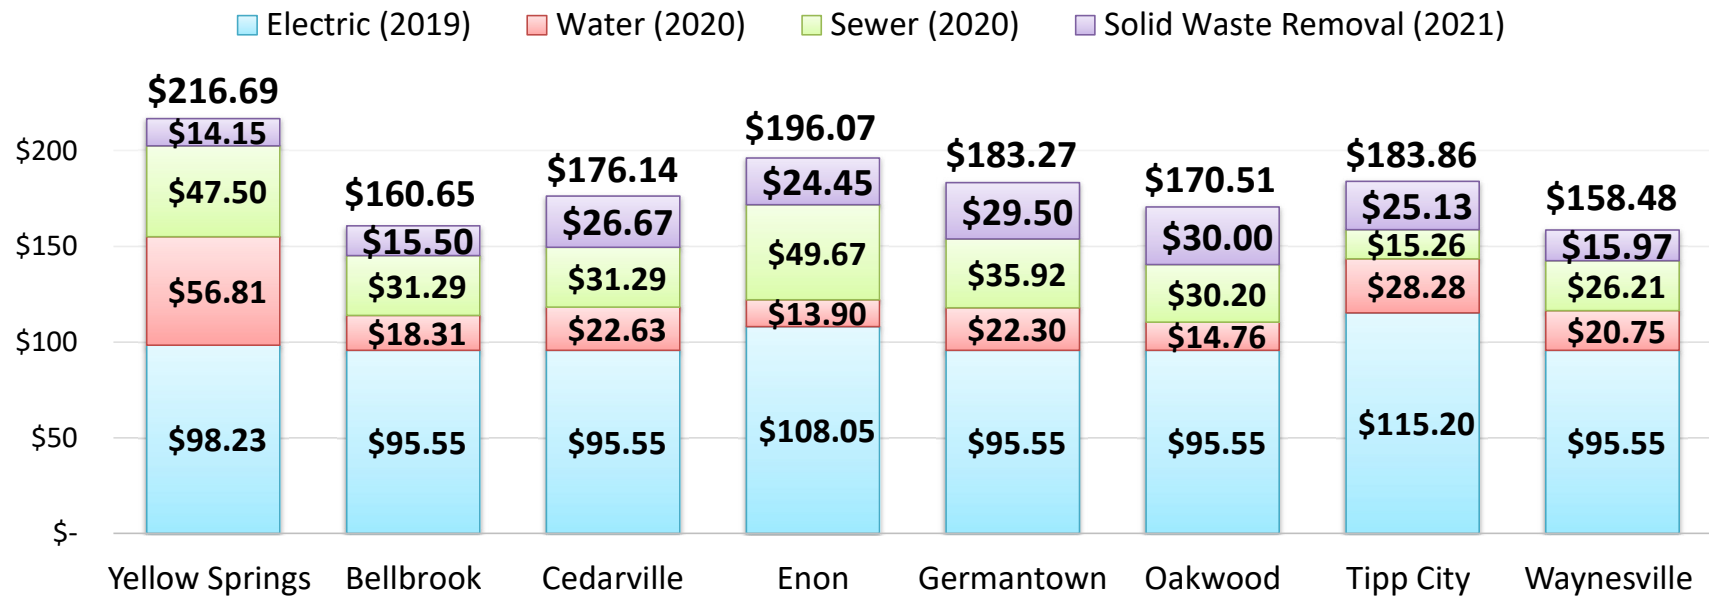 Electric (2019) Water (2020) Sewer (2020) Solid Waste Removal (2021)
$216.69 $160.65 $176.14 $196.07 $183.27 $170.51 $183.86 $158.48
$14.15 $15.50 $26.67 $24.45 $29.50 $30.00 $25.13 $15.97
$47.50 $31.29 $31.29 $49.67 $35.92 $30.20 $15.26 $26.21
$56.81 $18.31 $22.63 $13.90 $22.30 $14.76 $28.28 $20.75
$98.23 $95.55 $95.55 $108.05 $95.55 $95.55 $115.20 $95.55
$200
$150
$100
$50
$-
Yellow Springs Bellbrook Cedarville Enon Germantown Oakwood Tipp City Waynesville